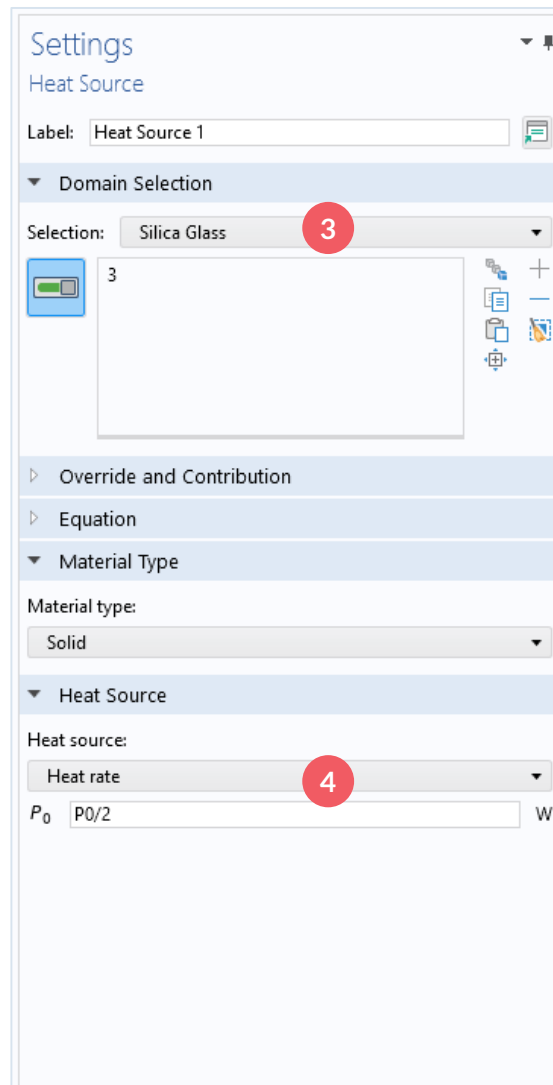 Settings
Heat Source
Label: Heat Source 1
Domain Selection
Selection: Silica Glass 3
3
Override and Contribution
Equation
Material Type
Material type:
Solid
Heat Source
Heat source:
Heat rate 4
P₀ P0/2 W